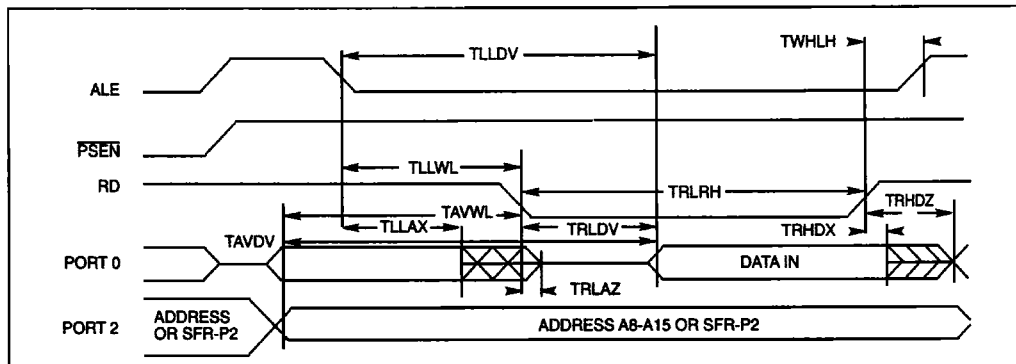 TLLDV
TWHLH
ALE
PSEN
TLLWL
RD
TRLRH
TAVWL
TRHDZ
TLLAX
TRLDV
TRHDX
TAVDV
PORT 0
DATA IN
TRLAZ
PORT 2
ADDRESS
OR SFR-P2
ADDRESS A8-A15 OR SFR-P2